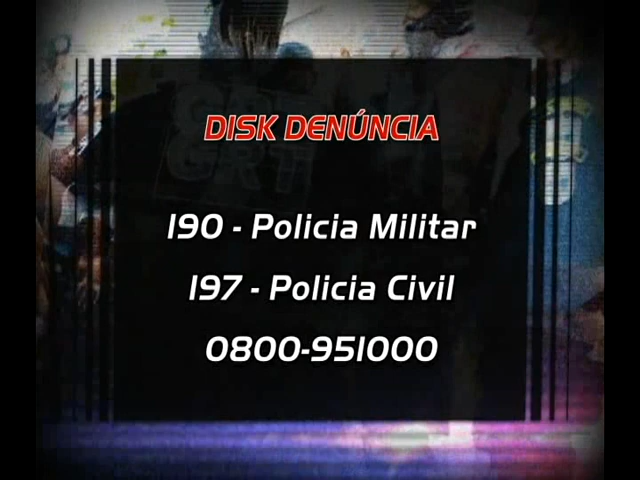 DISK DENÚNCIA
190 - Policia Militar
197 - Policia Civil
0800-951000